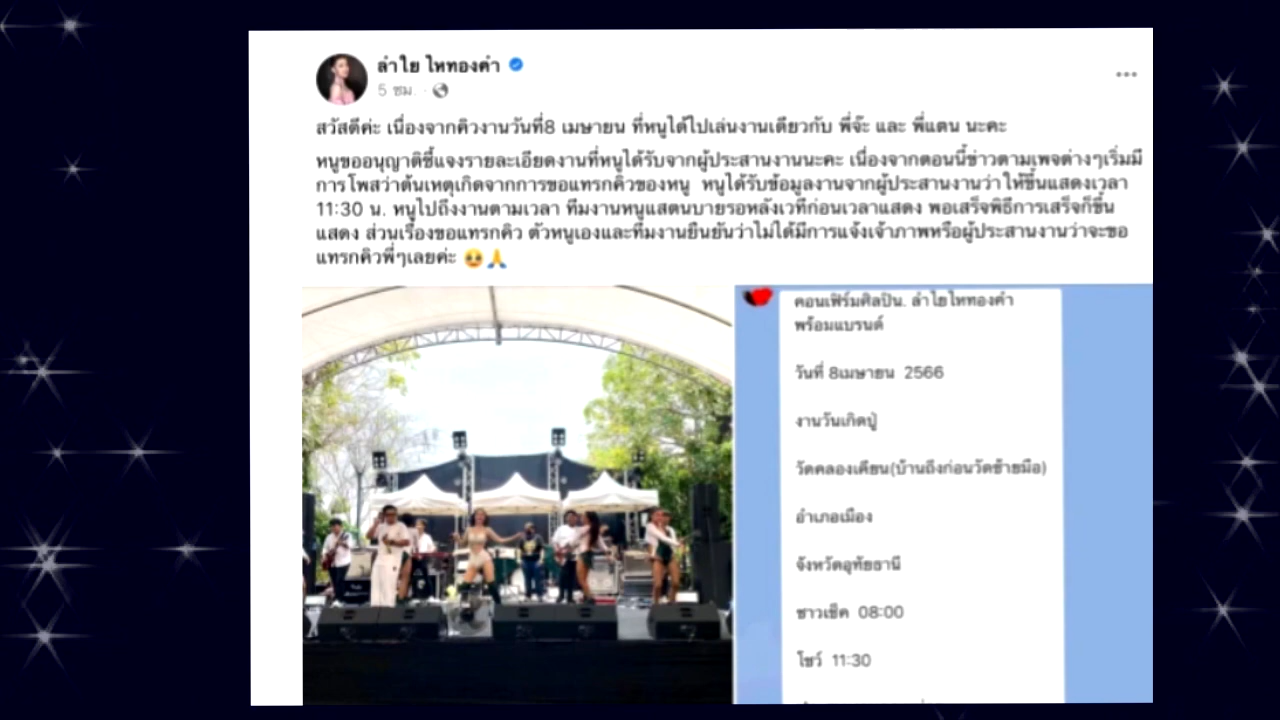 ลำไย ไหทองคำ
5 ชม.
สวัสดีค่ะ เนื่องจากคิวงานวันที่8 เมษายน ที่หนูได้ไปเล่นงานเดียวกับ พี่จ๊ะ และ พี่แตน นะคะ
หนูขออนุญาติชี้แจงรายละเอียดงานที่หนูได้รับจากผู้ประสานงานนะคะ เนื่องจากตอนนี้ข่าวตามเพจต่างๆเริ่มมี
การโพสว่าต้นเหตุเกิดจากการขอแทรกคิวของหนู หนูได้รับข้อมูลงานจากผู้ประสานงานว่า ให้ขึ้นแสดงเวลา
11:30 น. หนูไปถึงงานตามเวลา ทีมงานหนูแสตนบายรอหลังเวทีก่อนเวลาแสดง พอเสร็จพิธีการเสร็จก็ขึ้น
แสดง ส่วนเรื่องขอแทรกคิว ตัวหนูเองและทีมงานยืนยันว่าไม่ได้มีการแจ้งเจ้าภาพหรือผู้ประสานงานว่าจะขอ
แทรกคิวพี่ๆเลยค่ะ 🥹🙏
คอนเฟิร์มศิลปิน. ลำไยไหทองคำ
พร้อมแบรนด์
วันที่ 8เมษายน 2566
งานวันเกิดปู่
วัดคลองเคียน(บ้านถึงก่อนวัดซ้ายมือ)
อำเภอเมือง
จังหวัดอุทัยธานี
ซาวเช็ค 08:00
โชว์ 11:30